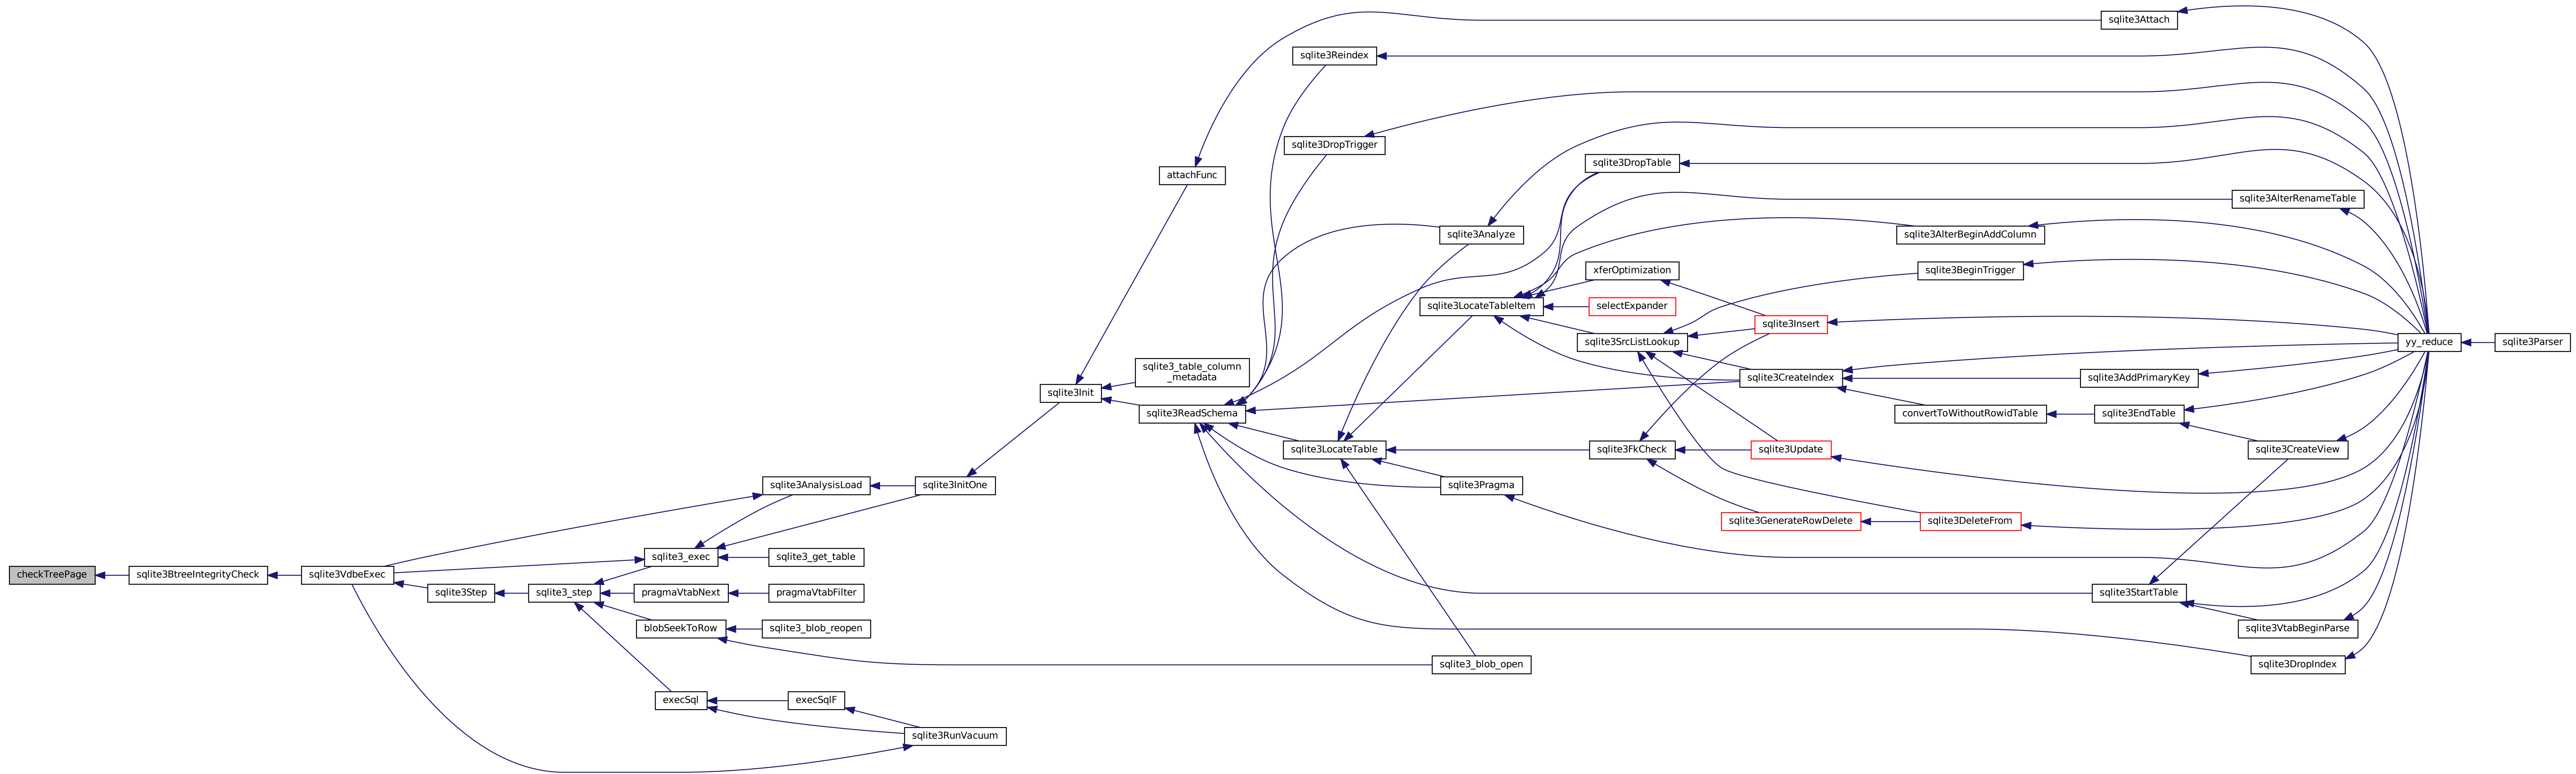 sqlite3Attach
sqlite3Reindex
sqlite3DropTrigger
sqlite3DropTable
attachFunc
sqlite3AlterRenameTable
sqlite3Analyze
sqlite3AlterBeginAddColumn
xferOptimization
sqlite3BeginTrigger
sqlite3LocateTableItem
selectExpander
sqlite3Insert
sqlite3SrcListLookup
yy_reduce
sqlite3Parser
sqlite3_table_column
_metadata
sqlite3CreateIndex
sqlite3AddPrimaryKey
sqlite3Init
sqlite3ReadSchema
convertToWithoutRowidTable
sqlite3EndTable
sqlite3LocateTable
sqlite3FkCheck
sqlite3Update
sqlite3CreateView
sqlite3AnalysisLoad
sqlite3InitOne
sqlite3Pragma
sqlite3GenerateRowDelete
sqlite3DeleteFrom
sqlite3_exec
sqlite3_get_table
checkTreePage
sqlite3BtreeIntegrityCheck
sqlite3VdbeExec
sqlite3Step
sqlite3_step
pragmaVtabNext
pragmaVtabFilter
sqlite3StartTable
blobSeekToRow
sqlite3_blob_reopen
sqlite3VtabBeginParse
sqlite3_blob_open
sqlite3DropIndex
execSql
execSqlF
sqlite3RunVacuum